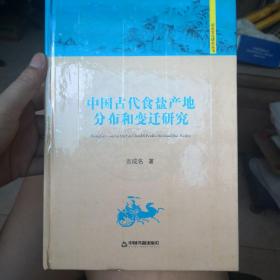 中国古代食盐产地
分布和变迁研究
吉成名 著
中国书籍出版社